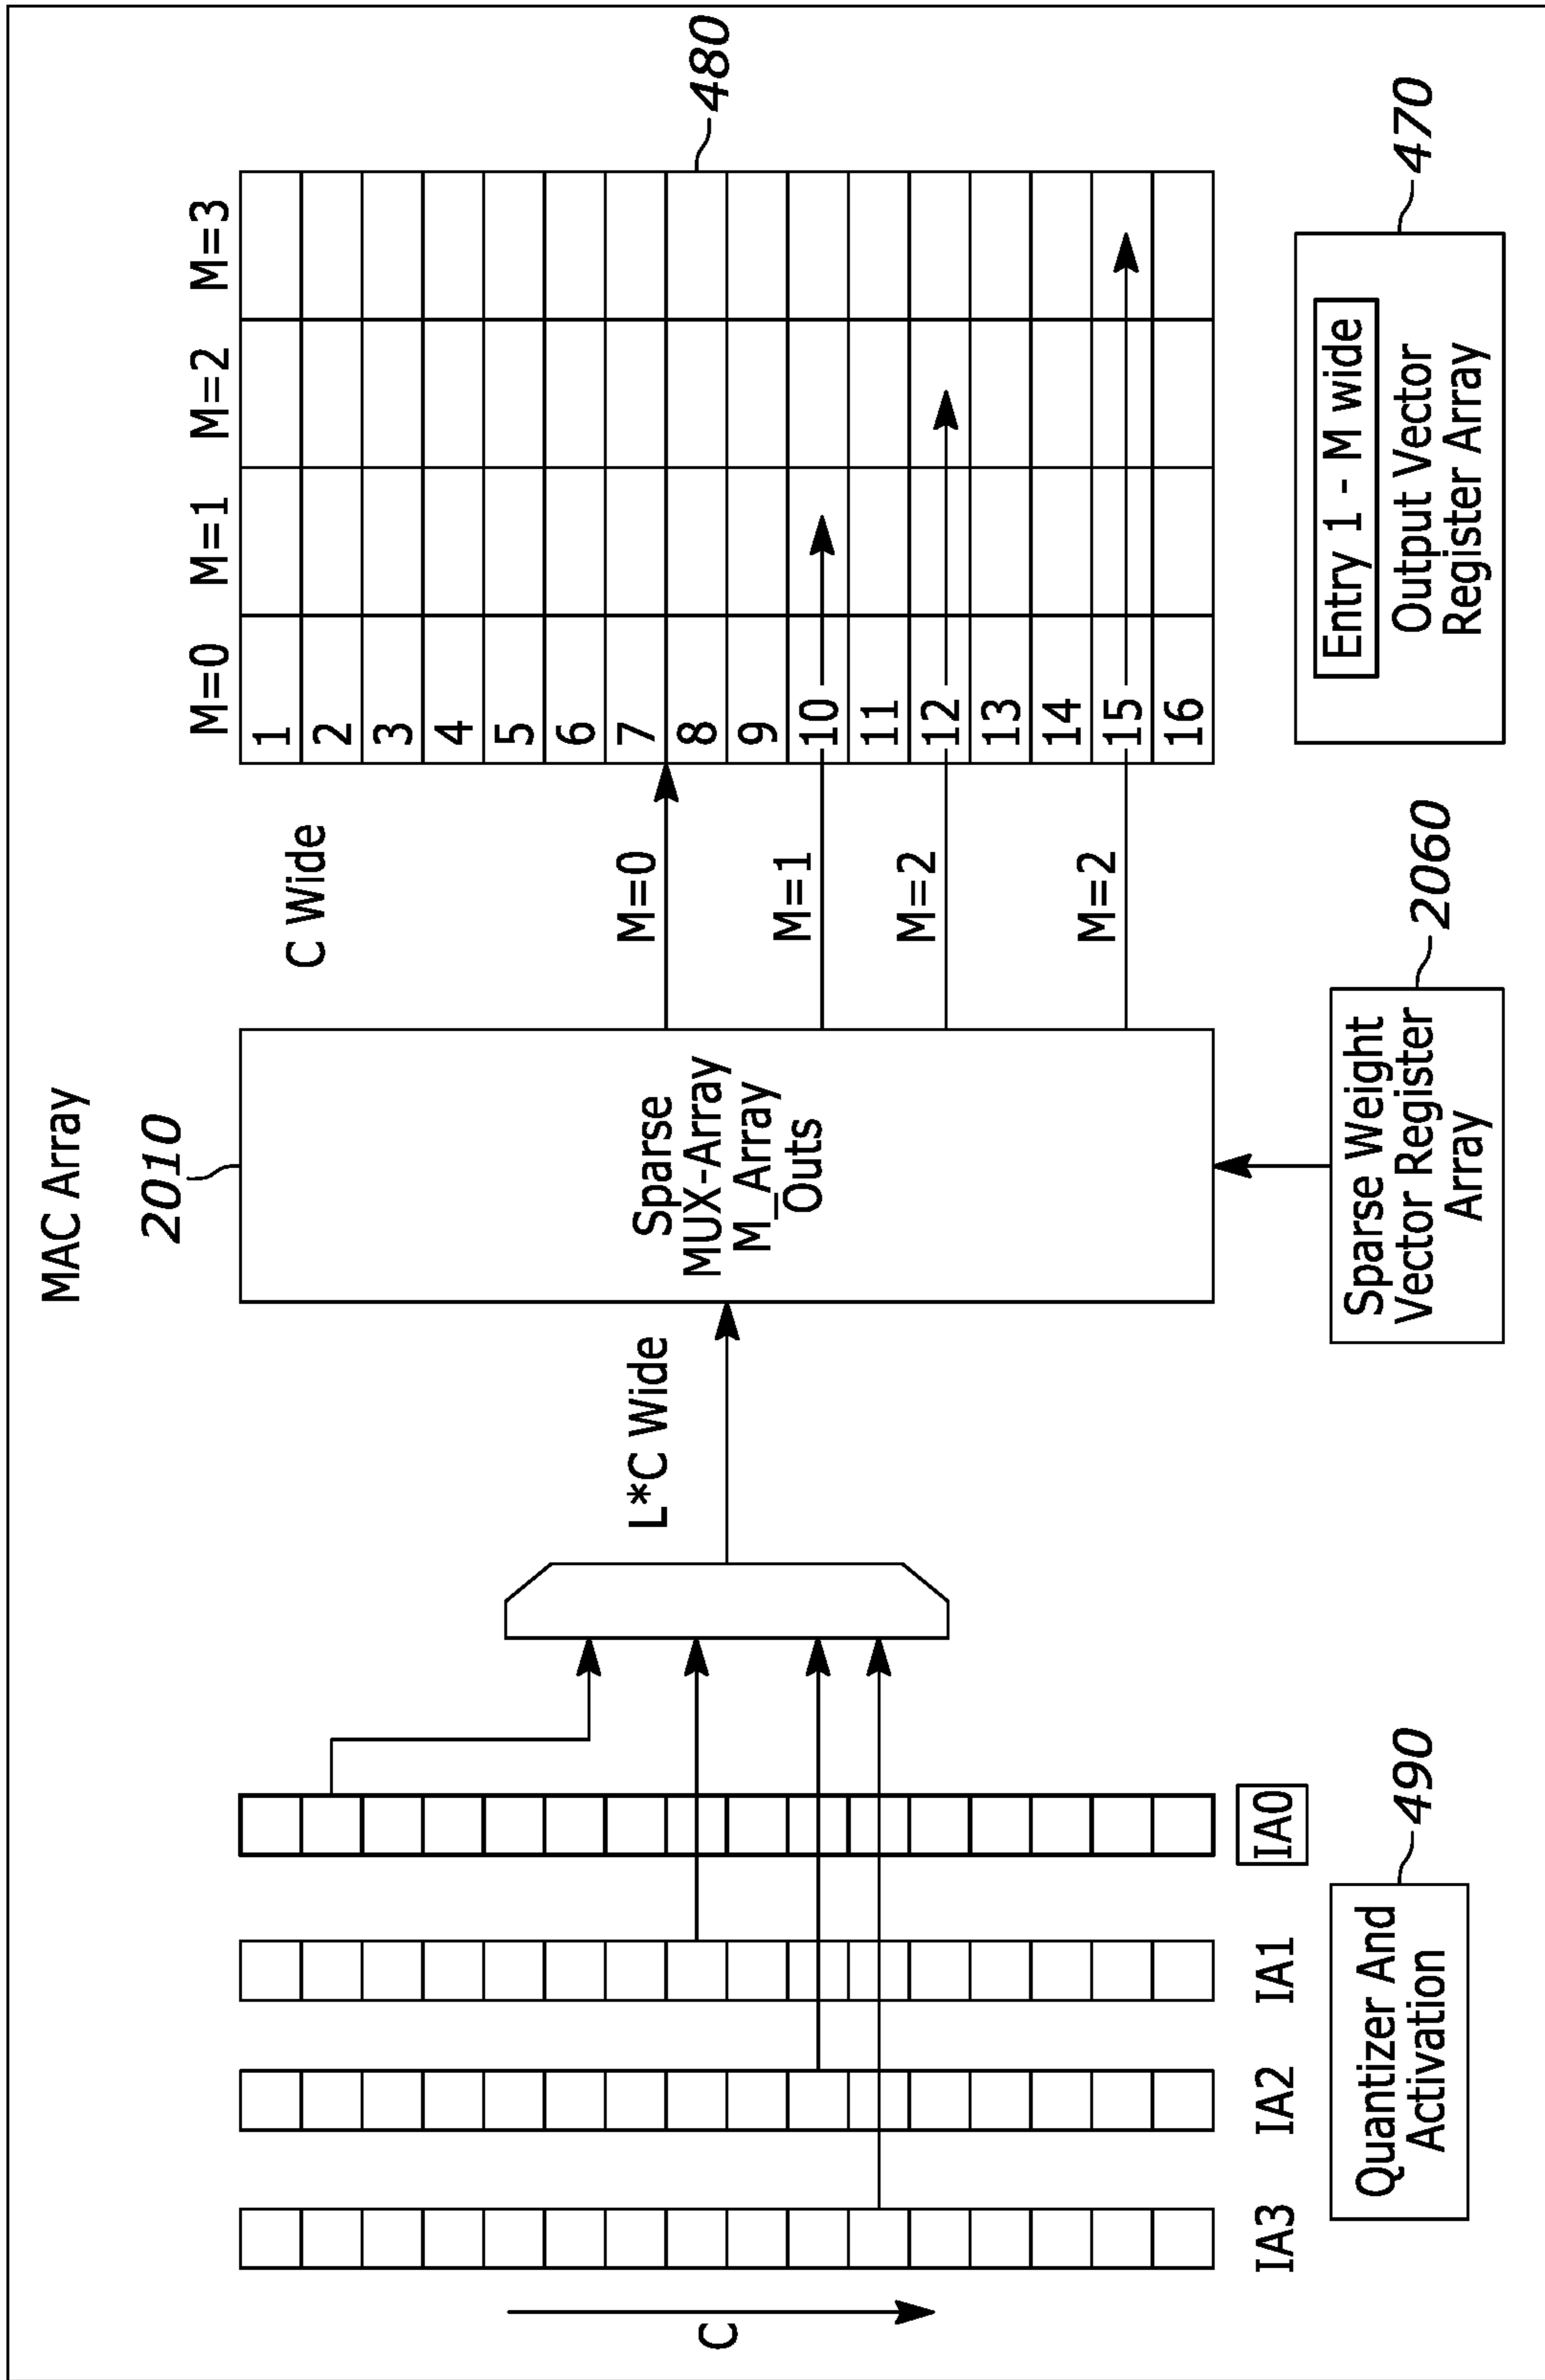 MAC Array
2010
480
M=0 M=1 M=2 M=3
C Wide
1
2
3
4
5
6
7
8
9
10
11
12
13
14
15
16
M=0
M=1
M=2
M=2
L*C Wide
Sparse
MUX-Array
M_Array
_Outs
C
IA3
IA2
IA1
IA0
Quantizer And
Activation
490
Sparse Weight
Vector Register
Array
2060
Entry 1 - M wide
Output Vector
Register Array
470